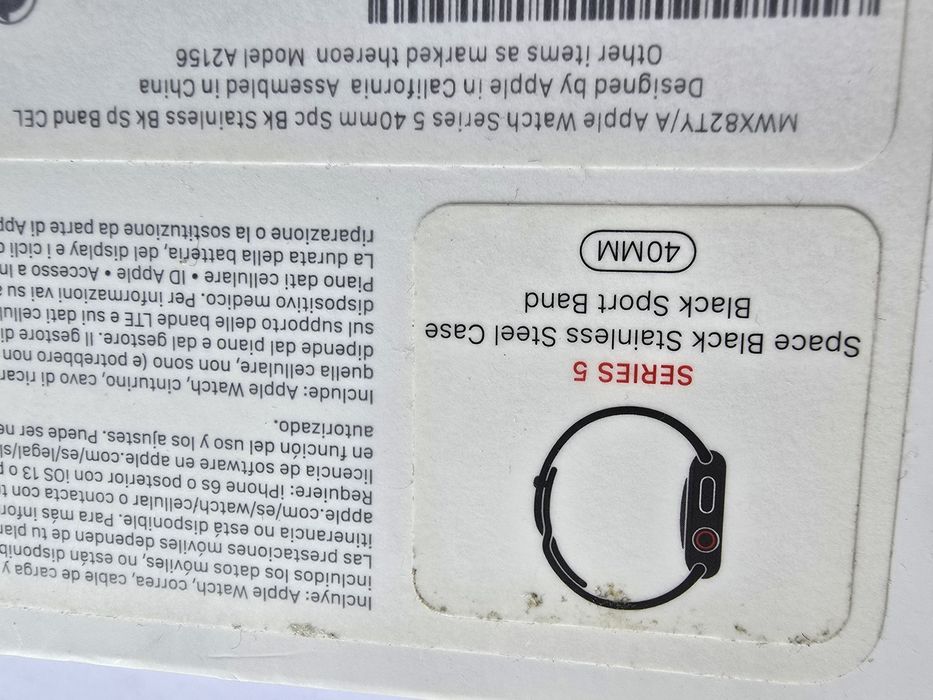 SERIES 5
Space Black Stainless Steel Case
Black Sport Band
40MM
Incluye: Apple Watch, correa, cable de carga y
incluidos los datos móviles, no están disponib
Las prestaciones móviles dependen de tu plan
itinerancia no está disponible. Para más infor
apple.com/es/watch/cellular o contacta con t
Requiere: iPhone 6s o posterior con iOS 13 o p
licencia de software en apple.com/es/legal/sl
en función del uso y los ajustes. Puede ser ne
autorizado.
Include: Apple Watch, cinturino, cavo di ricar
quella cellulare, non sono (e potrebbero non
dipende dal piano e dal gestore. Il gestore di
sul supporto delle bande LTE e sui dati cellul
dispositivo medico. Per informazioni vai su a
Piano dati cellulare • ID Apple • Accesso a In
La durata della batteria, del display e i cicli d
riparazione o la sostituzione da parte di App
MWX82TY/A Apple Watch Series 5 40mm Spc Bk Stainless Bk Sp Band CEL
Designed by Apple in California Assembled in China
Other items as marked thereon Model A2156